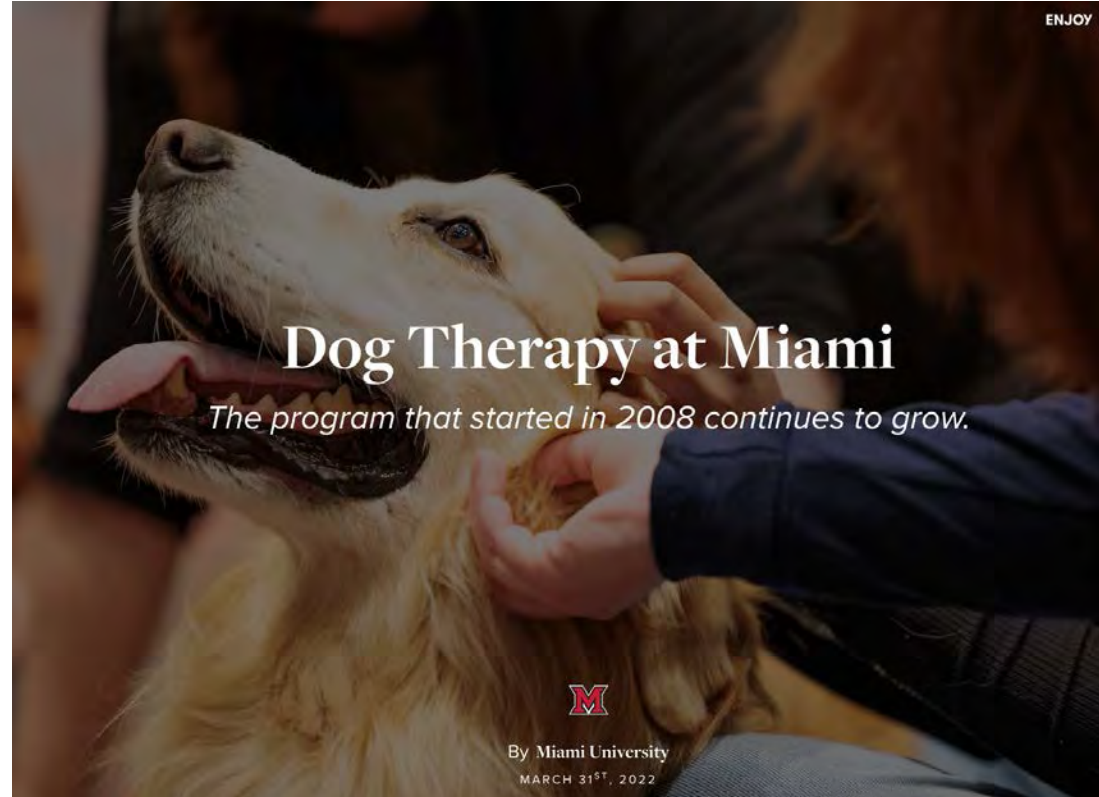 ENJOY
Dog Therapy at Miami
The program that started in 2008 continues to grow.
M
By Miami University
MARCH 31ST, 2022